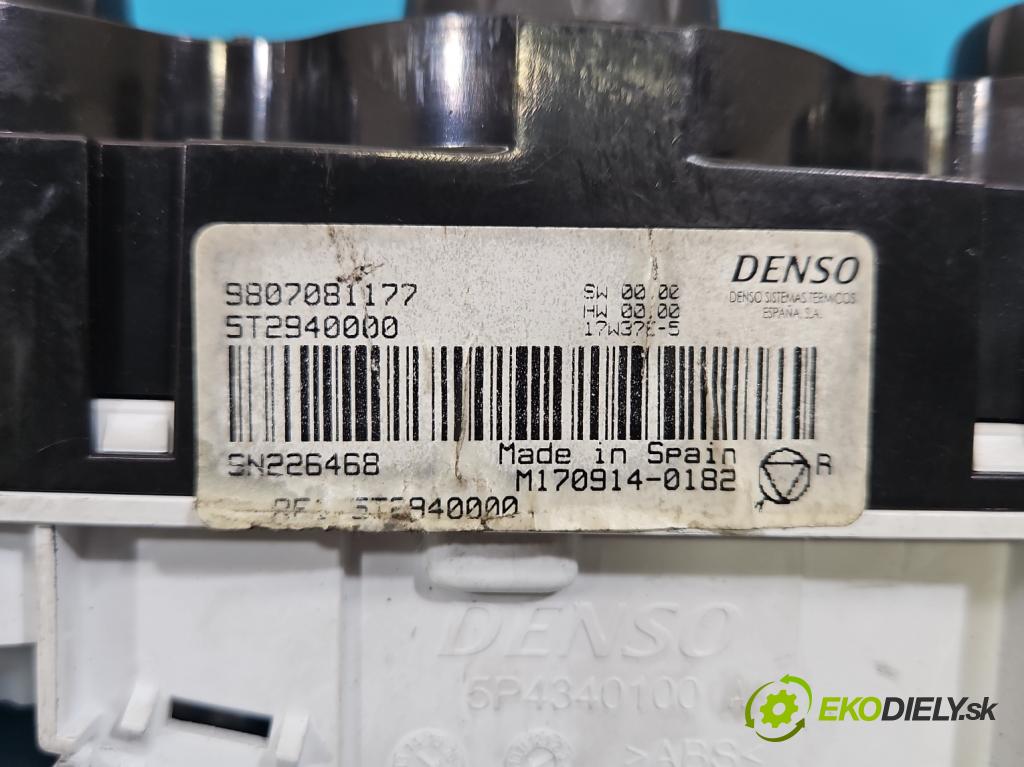 9807081177
5T2940000
SW 00.00
HW 00.00
17W37E-5
DENSO
DENSO SISTEMAS TERMICOS
ESPAÑA, S.A.
SN226468
Made in Spain
M170914-0182
R
5T2940000
DENSO
5P4340100
>ABS<
EKODIELY.sk